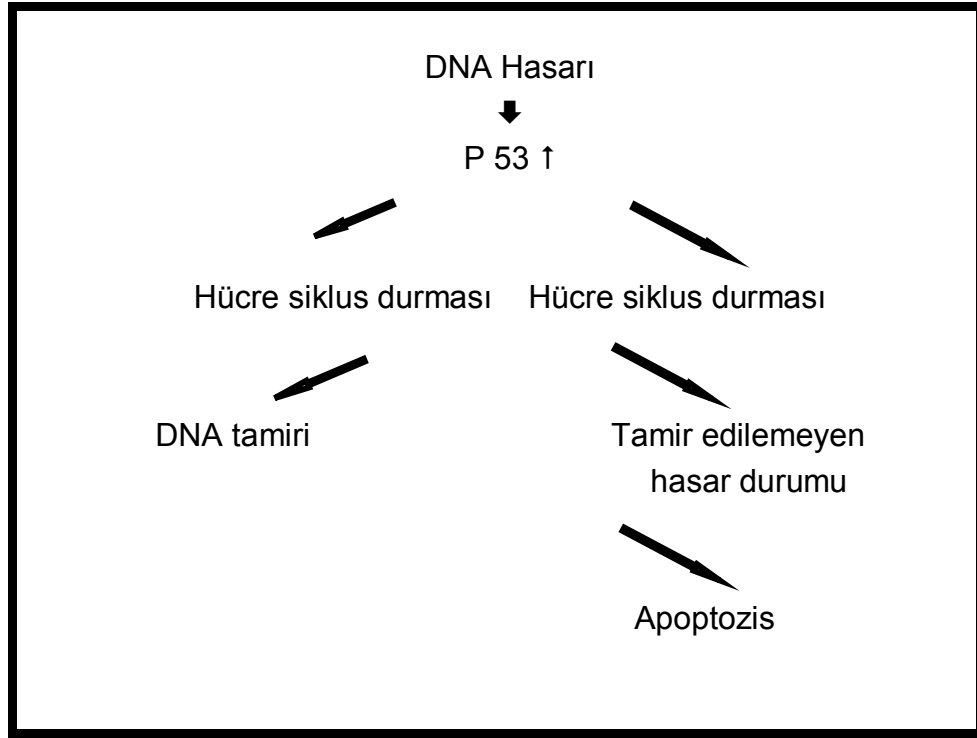 DNA Hasarı
P 53 ↑
Hücre siklus durması Hücre siklus durması
DNA tamiri Tamir edilemeyen
hasar durumu
Apoptozis